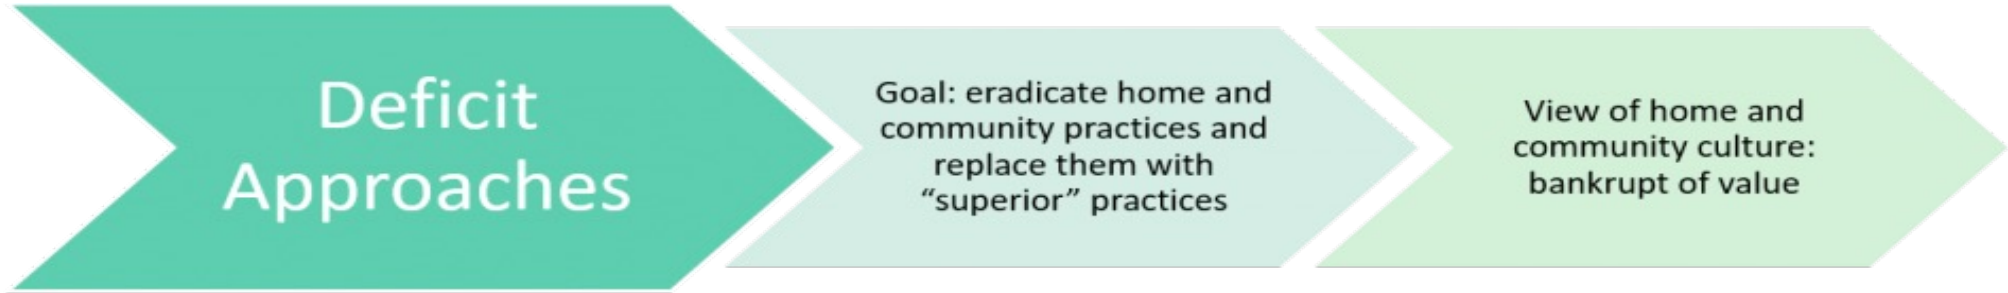 Deficit
Approaches
Goal: eradicate home and
community practices and
replace them with
“superior” practices
View of home and
community culture:
bankrupt of value